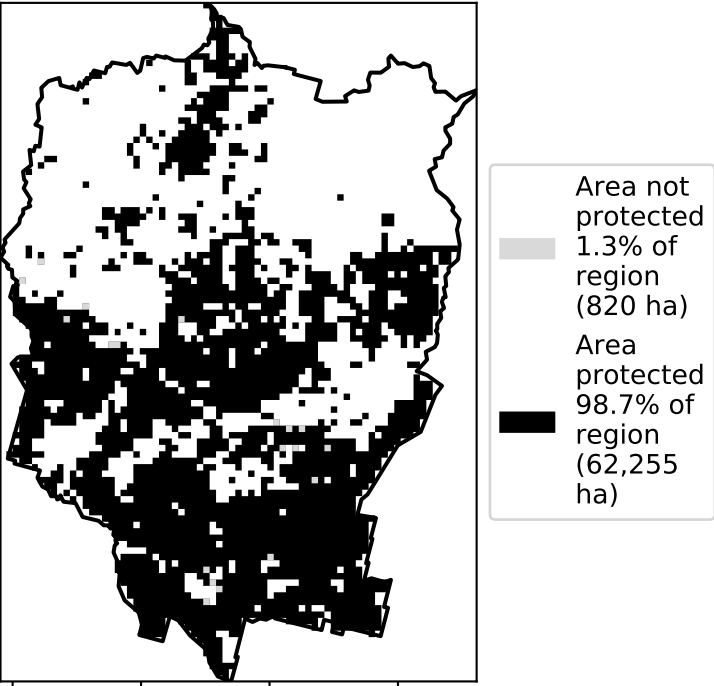 Area not
protected
1.3% of
region
(820 ha)
Area
protected
98.7% of
region
(62,255
ha)